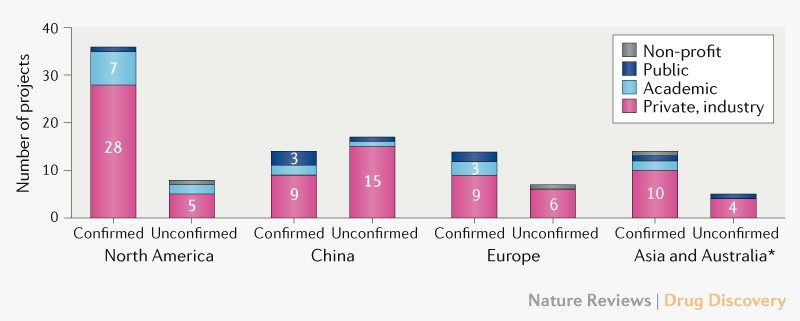 40
30
20
10
0
Number of projects
Non-profit
Public
Academic
Private, industry
7
28
5
3
9
15
3
9
6
10
4
Confirmed Unconfirmed Confirmed Unconfirmed Confirmed Unconfirmed Confirmed Unconfirmed
North America China Europe Asia and Australia*
Nature Reviews | Drug Discovery